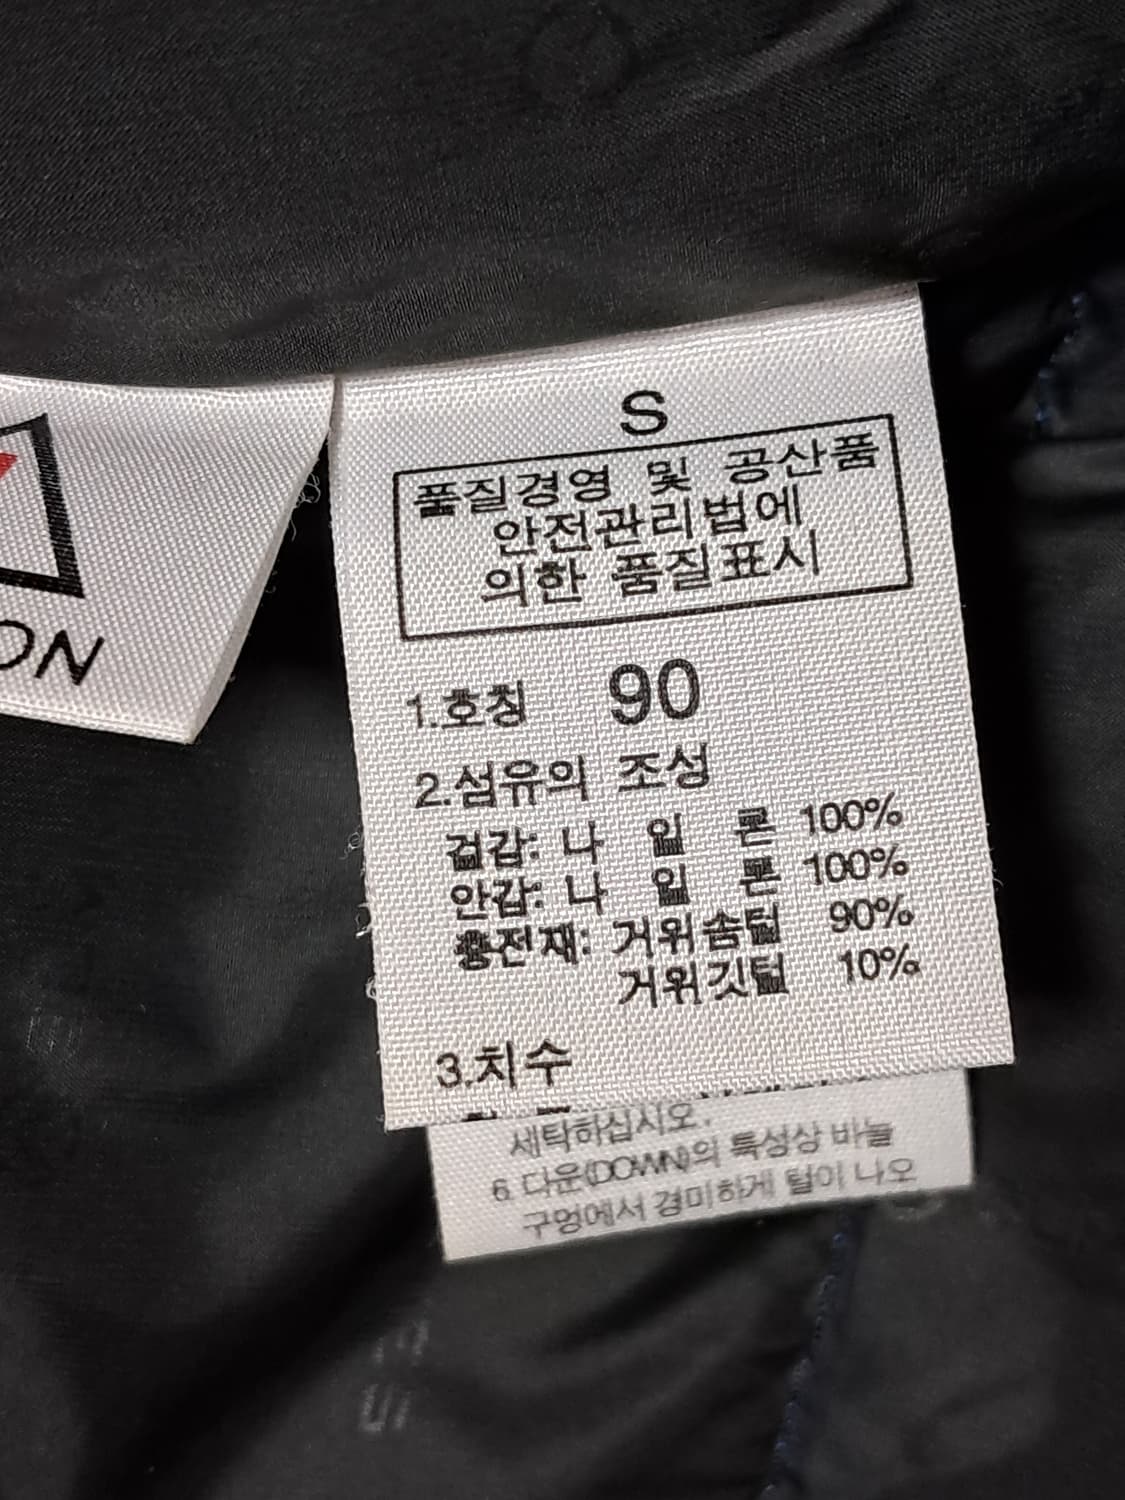 S
품질경영 및 공산품
안전관리법에
의한 품질표시
1.호칭 90
2.섬유의 조성
겉감: 나 일 론 100%
안감: 나 일 론 100%
충전재: 거위솜털 90%
거위깃털 10%
3.치수
세탁하십시오.
6 다운(DOWN)의 특성상 바늘
구멍에서 경미하게 털이 나오
ON